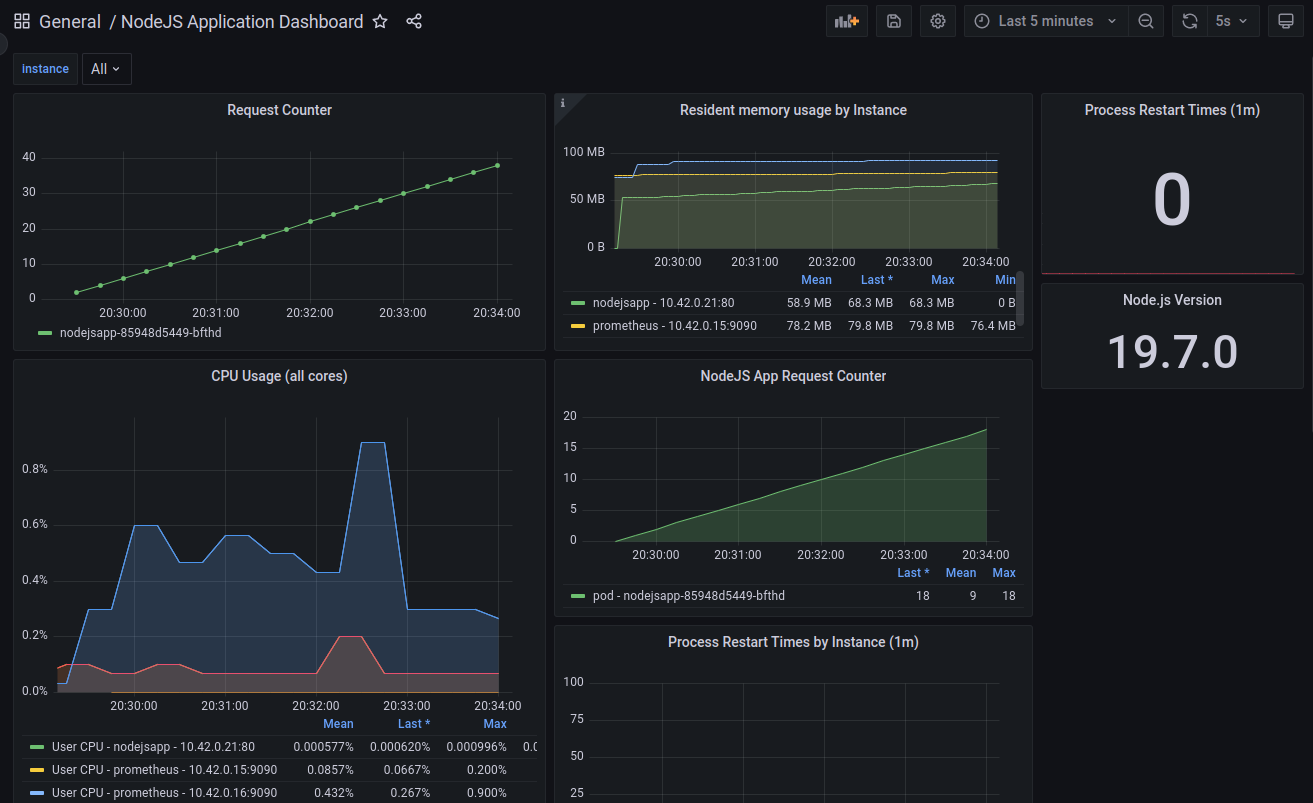 General / NodeJS Application Dashboard
Last 5 minutes
5s
instance
All
Request Counter
40
30
20
10
0
20:30:00 20:31:00 20:32:00 20:33:00 20:34:00
nodejsapp-85948d5449-bfthd
i
Resident memory usage by Instance
100 MB
50 MB
0 B
20:30:00 20:31:00 20:32:00 20:33:00 20:34:00
Mean Last * Max Min
nodejsapp - 10.42.0.21:80 58.9 MB 68.3 MB 68.3 MB 0 B
prometheus - 10.42.0.15:9090 78.2 MB 79.8 MB 79.8 MB 76.4 MB
Process Restart Times (1m)
0
Node.js Version
19.7.0
CPU Usage (all cores)
0.8%
0.6%
0.4%
0.2%
0.0%
20:30:00 20:31:00 20:32:00 20:33:00 20:34:00
Mean Last * Max
User CPU - nodejsapp - 10.42.0.21:80 0.000577% 0.000620% 0.000996%
User CPU - prometheus - 10.42.0.15:9090 0.0857% 0.0667% 0.200%
User CPU - prometheus - 10.42.0.16:9090 0.432% 0.267% 0.900%
NodeJS App Request Counter
20
15
10
5
0
20:30:00 20:31:00 20:32:00 20:33:00 20:34:00
Last * Mean Max
pod - nodejsapp-85948d5449-bfthd 18 9 18
Process Restart Times by Instance (1m)
100
75
50
25